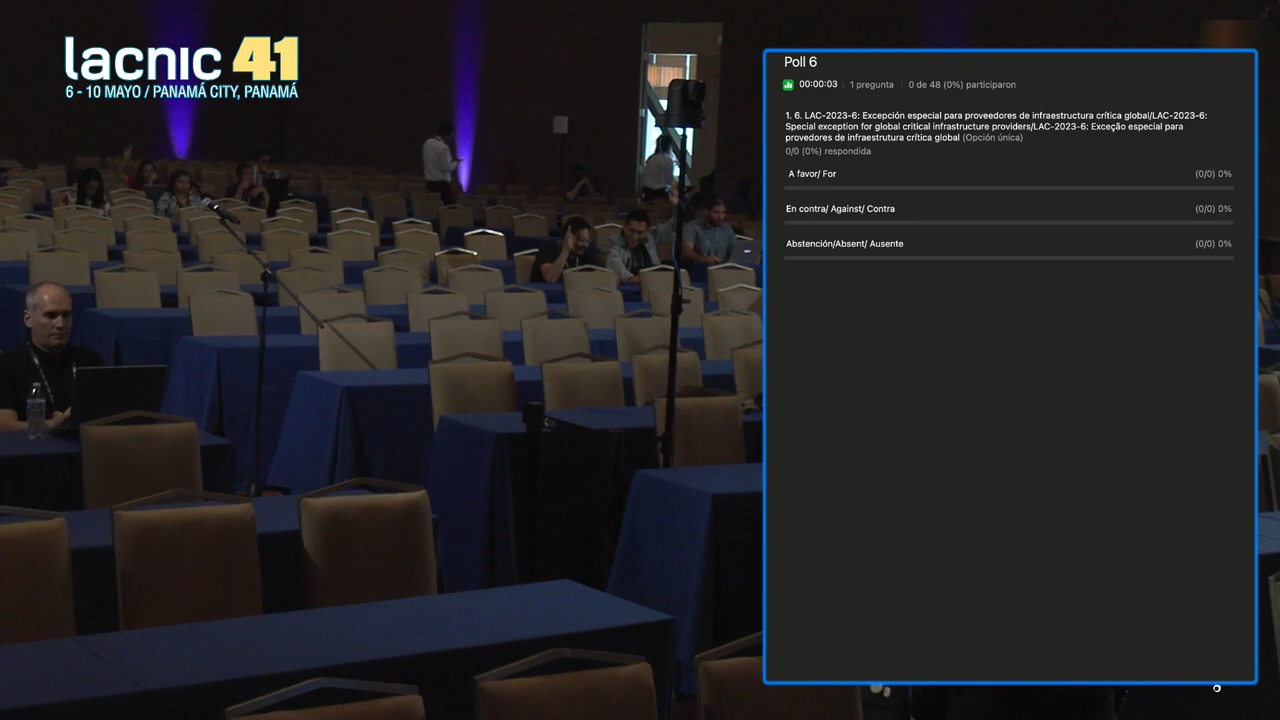 lacnic 41
6 - 10 MAYO / PANAMÁ CITY, PANAMÁ
Poll 6
00:00:03 | 1 pregunta | 0 de 48 (0%) participaron
1. 6. LAC-2023-6: Excepción especial para proveedores de infraestructura crítica global/LAC-2023-6:
Special exception for global critical infrastructure providers/LAC-2023-6: Exceção especial para
provedores de infraestrutura crítica global (Opción única)
0/0 (0%) respondida
A favor/ For (0/0) 0%
En contra/ Against/ Contra (0/0) 0%
Abstención/Absent/ Ausente (0/0) 0%